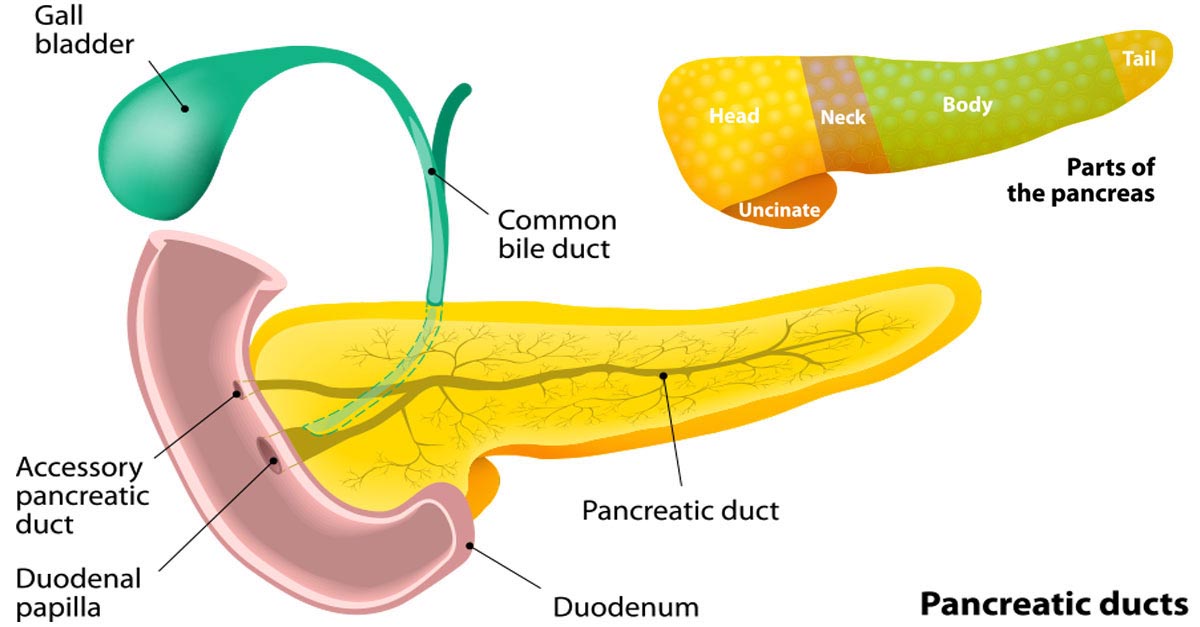 Gall
bladder
Common
bile duct
Accessory
pancreatic
duct
Duodenal
papilla
Pancreatic duct
Duodenum
Head
Neck
Body
Tail
Uncinate
Parts of
the pancreas
Pancreatic ducts